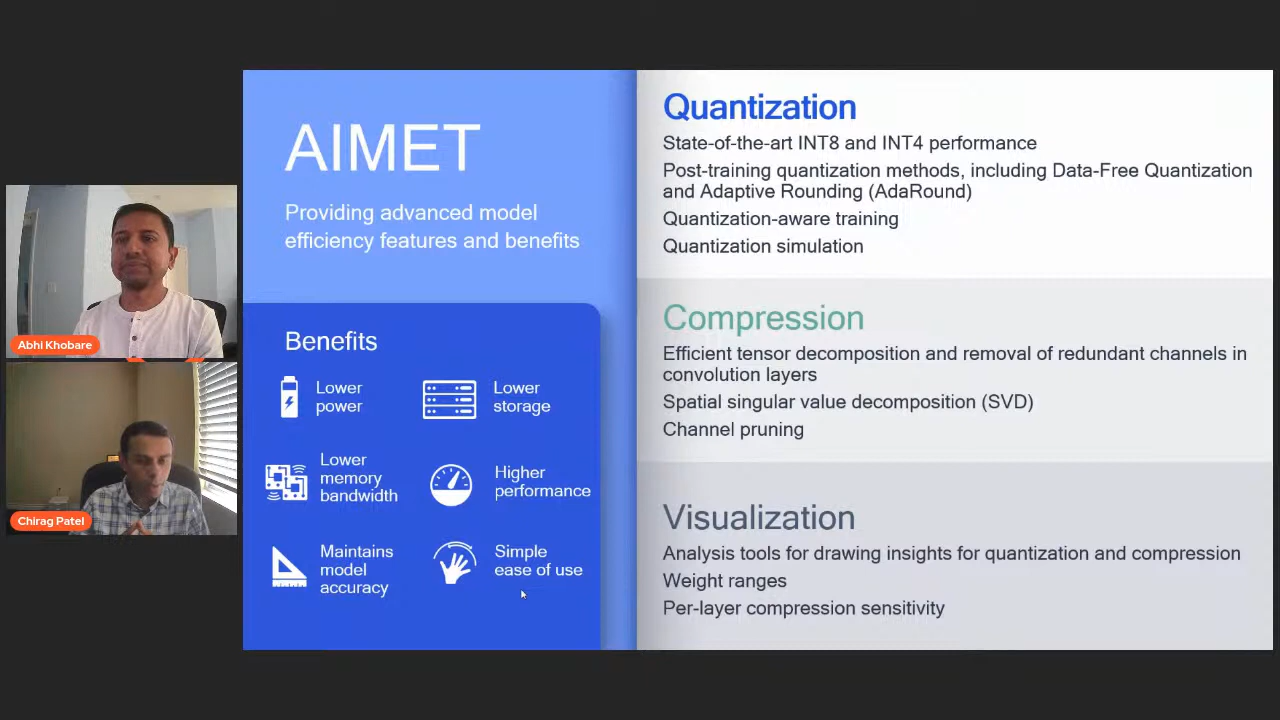 AIMET
Providing advanced model
efficiency features and benefits
Benefits
Lower
power
Lower
storage
Lower
memory
bandwidth
Higher
performance
Maintains
model
accuracy
Simple
ease of use
Quantization
State-of-the-art INT8 and INT4 performance
Post-training quantization methods, including Data-Free Quantization
and Adaptive Rounding (AdaRound)
Quantization-aware training
Quantization simulation
Compression
Efficient tensor decomposition and removal of redundant channels in
convolution layers
Spatial singular value decomposition (SVD)
Channel pruning
Visualization
Analysis tools for drawing insights for quantization and compression
Weight ranges
Per-layer compression sensitivity
Abhi Khobare
Chirag Patel